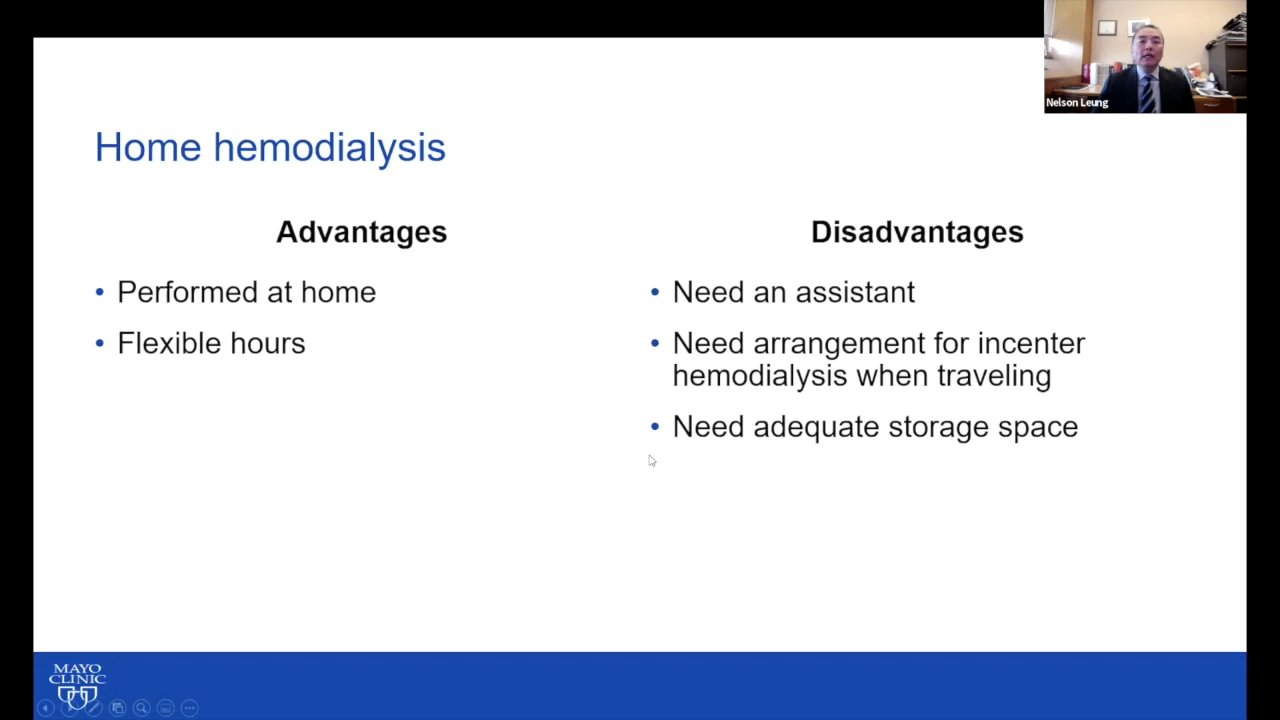 Nelson Leung
Home hemodialysis
Advantages
• Performed at home
• Flexible hours
Disadvantages
• Need an assistant
• Need arrangement for incenter
hemodialysis when traveling
• Need adequate storage space
MAYO
CLINIC